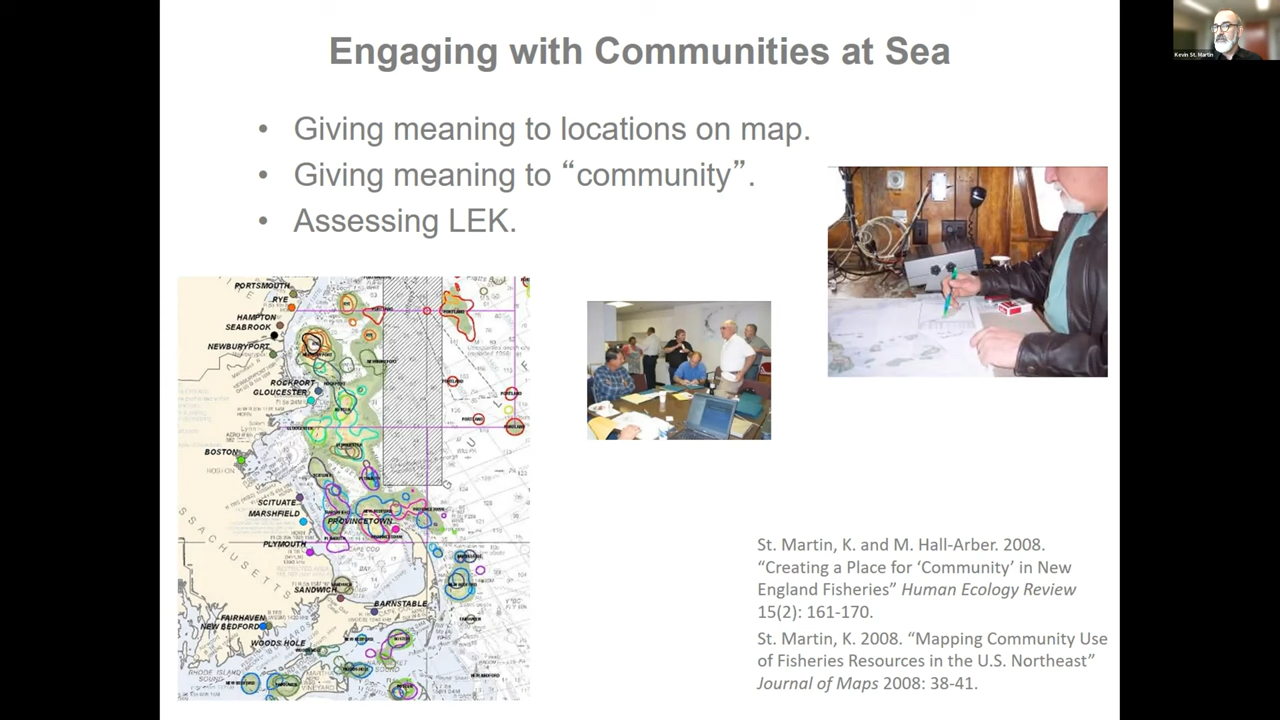 Engaging with Communities at Sea
Kevin St. Martin
• Giving meaning to locations on map.
• Giving meaning to “community”.
• Assessing LEK.
PORTSMOUTH
RYE
HAMPTON
SEABROOK
NEWBURYPORT
ROCKPORT
GLOUCESTER
BOSTON
SCITUATE
MARSHFIELD
PROVINCETOWN
PLYMOUTH
SANDWICH
BARNSTABLE
FAIRHAVEN
NEW BEDFORD
WOODS HOLE
RHODE ISLAND
SOUND
St. Martin, K. and M. Hall-Arber. 2008.
“Creating a Place for ‘Community’ in New
England Fisheries” Human Ecology Review
15(2): 161-170.
St. Martin, K. 2008. “Mapping Community Use
of Fisheries Resources in the U.S. Northeast”
Journal of Maps 2008: 38-41.